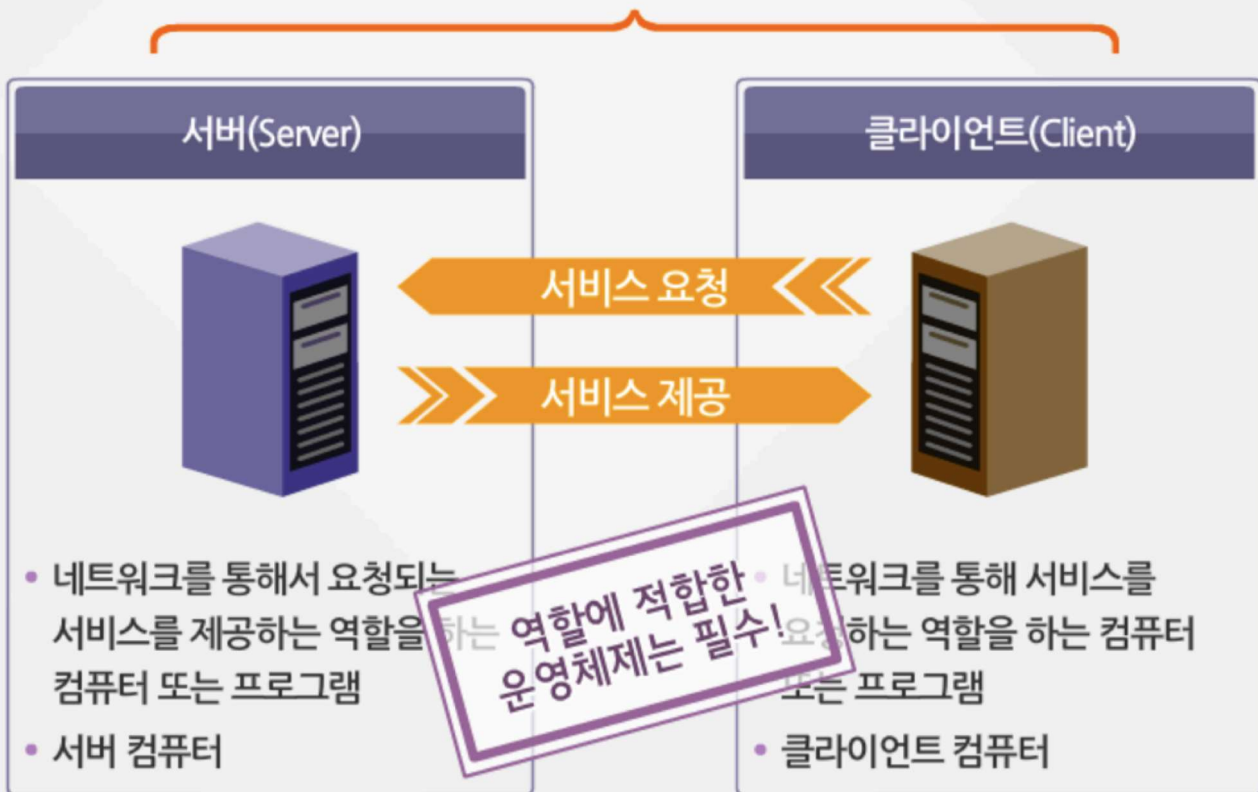 서버(Server)
클라이언트(Client)
서비스 요청
서비스 제공
• 네트워크를 통해서 요청되는
서비스를 제공하는 역할을 하는
컴퓨터 또는 프로그램
• 서버 컴퓨터
역할에 적합한
운영체제는 필수!
• 네트워크를 통해 서비스를
요청하는 역할을 하는 컴퓨터
또는 프로그램
• 클라이언트 컴퓨터